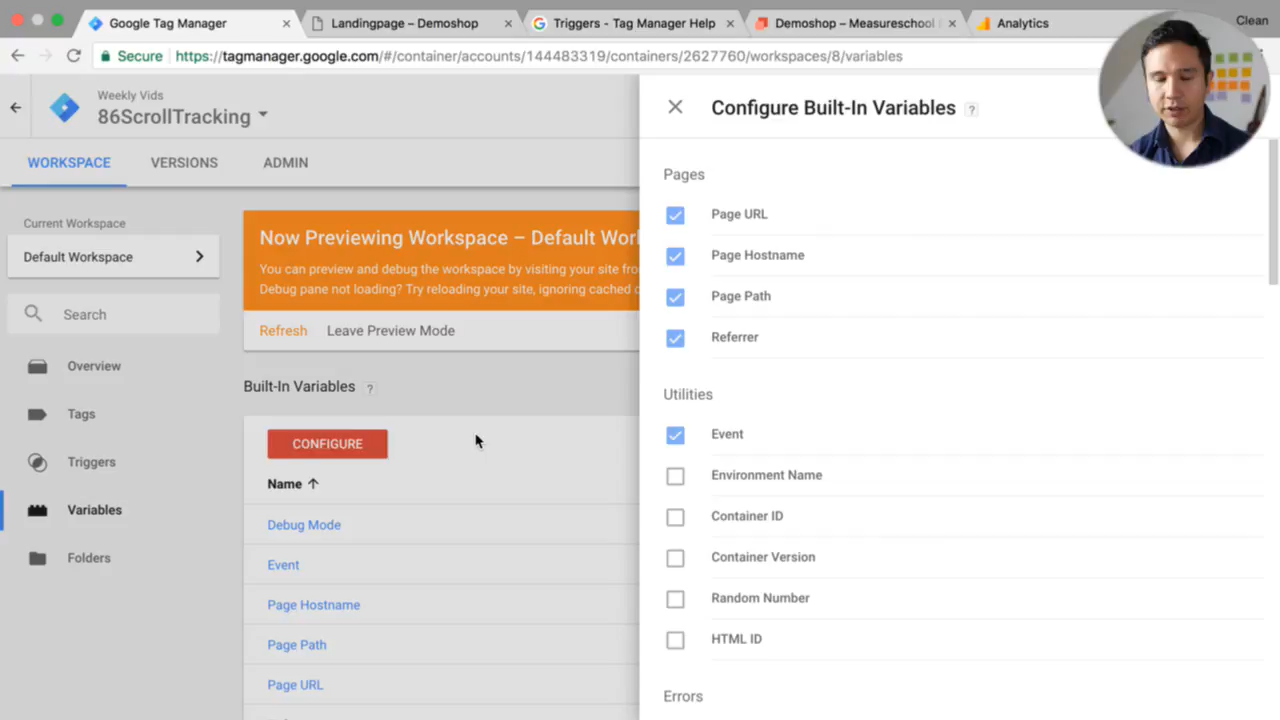 Google Tag Manager
Landingpage – Demoshop
Triggers - Tag Manager Help
Demoshop – Measureschool
Analytics
Clean
Secure
https://tagmanager.google.com/#/container/accounts/144483319/containers/2627760/workspaces/8/variables
Weekly Vids
86ScrollTracking
WORKSPACE
VERSIONS
ADMIN
Current Workspace
Default Workspace
Search
Overview
Tags
Triggers
Variables
Folders
Now Previewing Workspace – Default Wor
You can preview and debug the workspace by visiting your site fro
Debug pane not loading? Try reloading your site, ignoring cached
Refresh
Leave Preview Mode
Built-In Variables ?
CONFIGURE
Name
Debug Mode
Event
Page Hostname
Page Path
Page URL
Configure Built-In Variables ?
Pages
Page URL
Page Hostname
Page Path
Referrer
Utilities
Event
Environment Name
Container ID
Container Version
Random Number
HTML ID
Errors